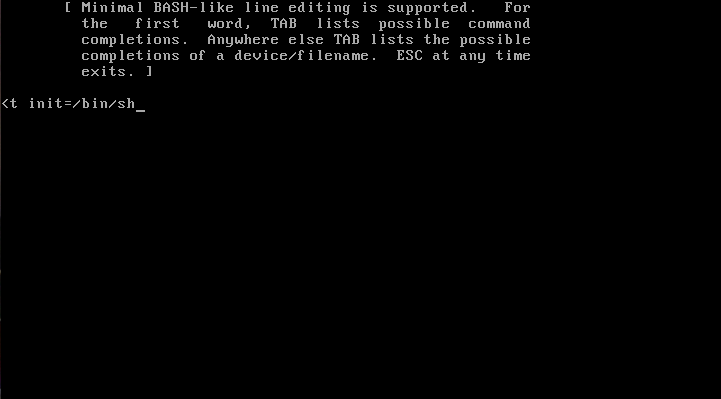 [ Minimal BASH-like line editing is supported. For
the first word, TAB lists possible command
completions. Anywhere else TAB lists the possible
completions of a device/filename. ESC at any time
exits. ]
<t init=/bin/sh_